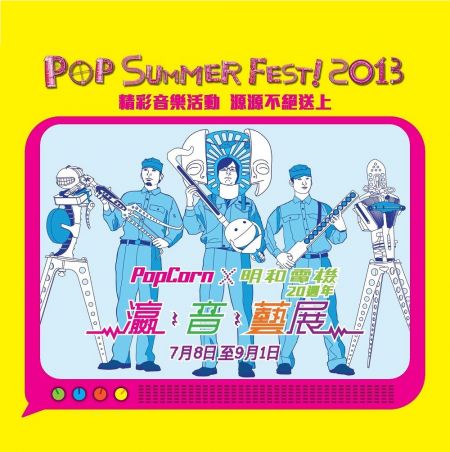 POP SUMMER FEST! 2013
精彩音樂活動 源源不絕送上
PopCorn X 明和電機
20週年
瀛音藝展
7月8日至9月1日